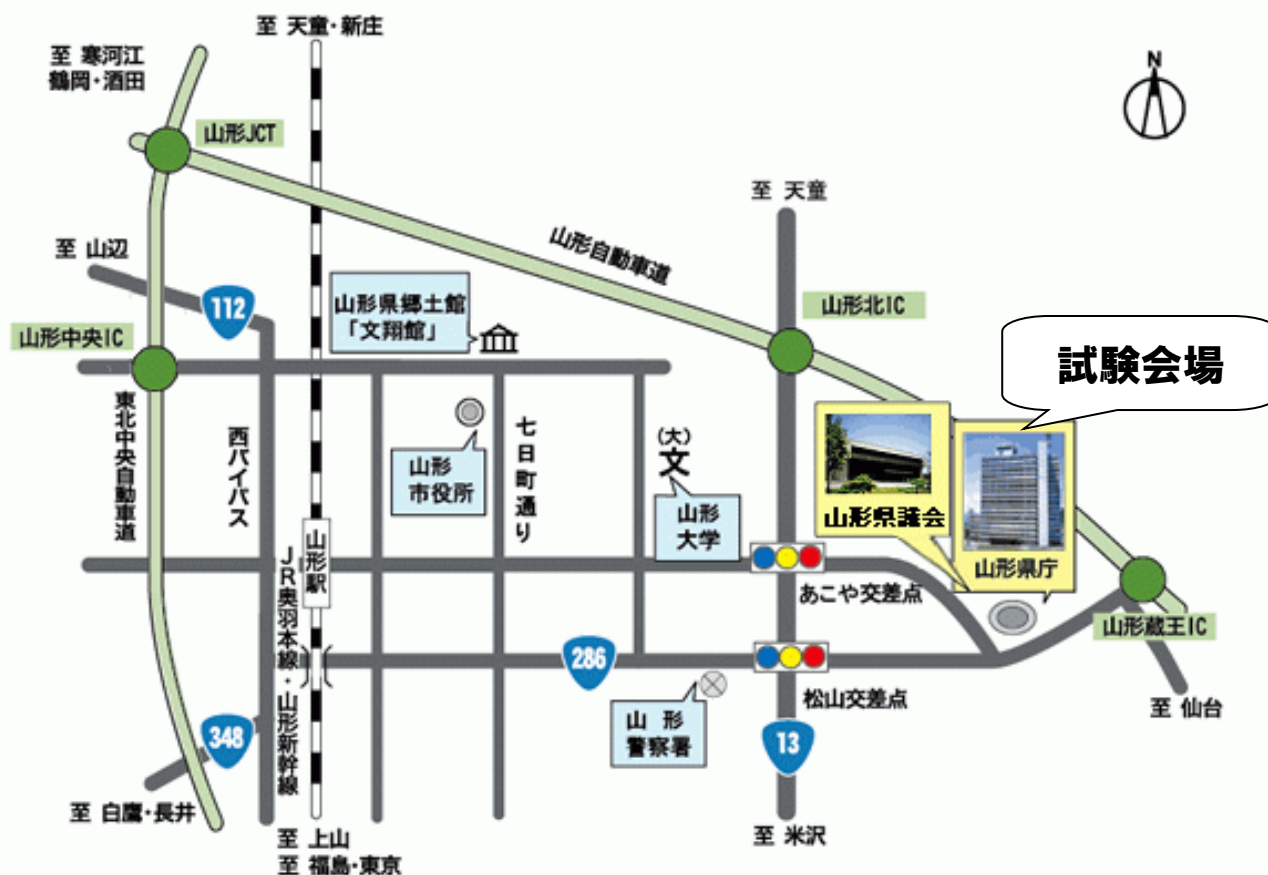 至 天童・新庄
至 寒河江
鶴岡・酒田
N
山形JCT
至 天童
山形自動車道
至 山辺
112
山形県郷土館
「文翔館」
山形北IC
山形中央IC
試験会場
東北中央自動車道
西バイパス
山形
市役所
七日町通り
(大)
文
山形
大学
山形県議会
山形県庁
山形駅
あこや交差点
山形蔵王IC
JR奥羽本線・山形新幹線
286
松山交差点
至 仙台
山 形
警察署
13
348
至 白鷹・長井
至 上山
至 福島・東京
至 米沢